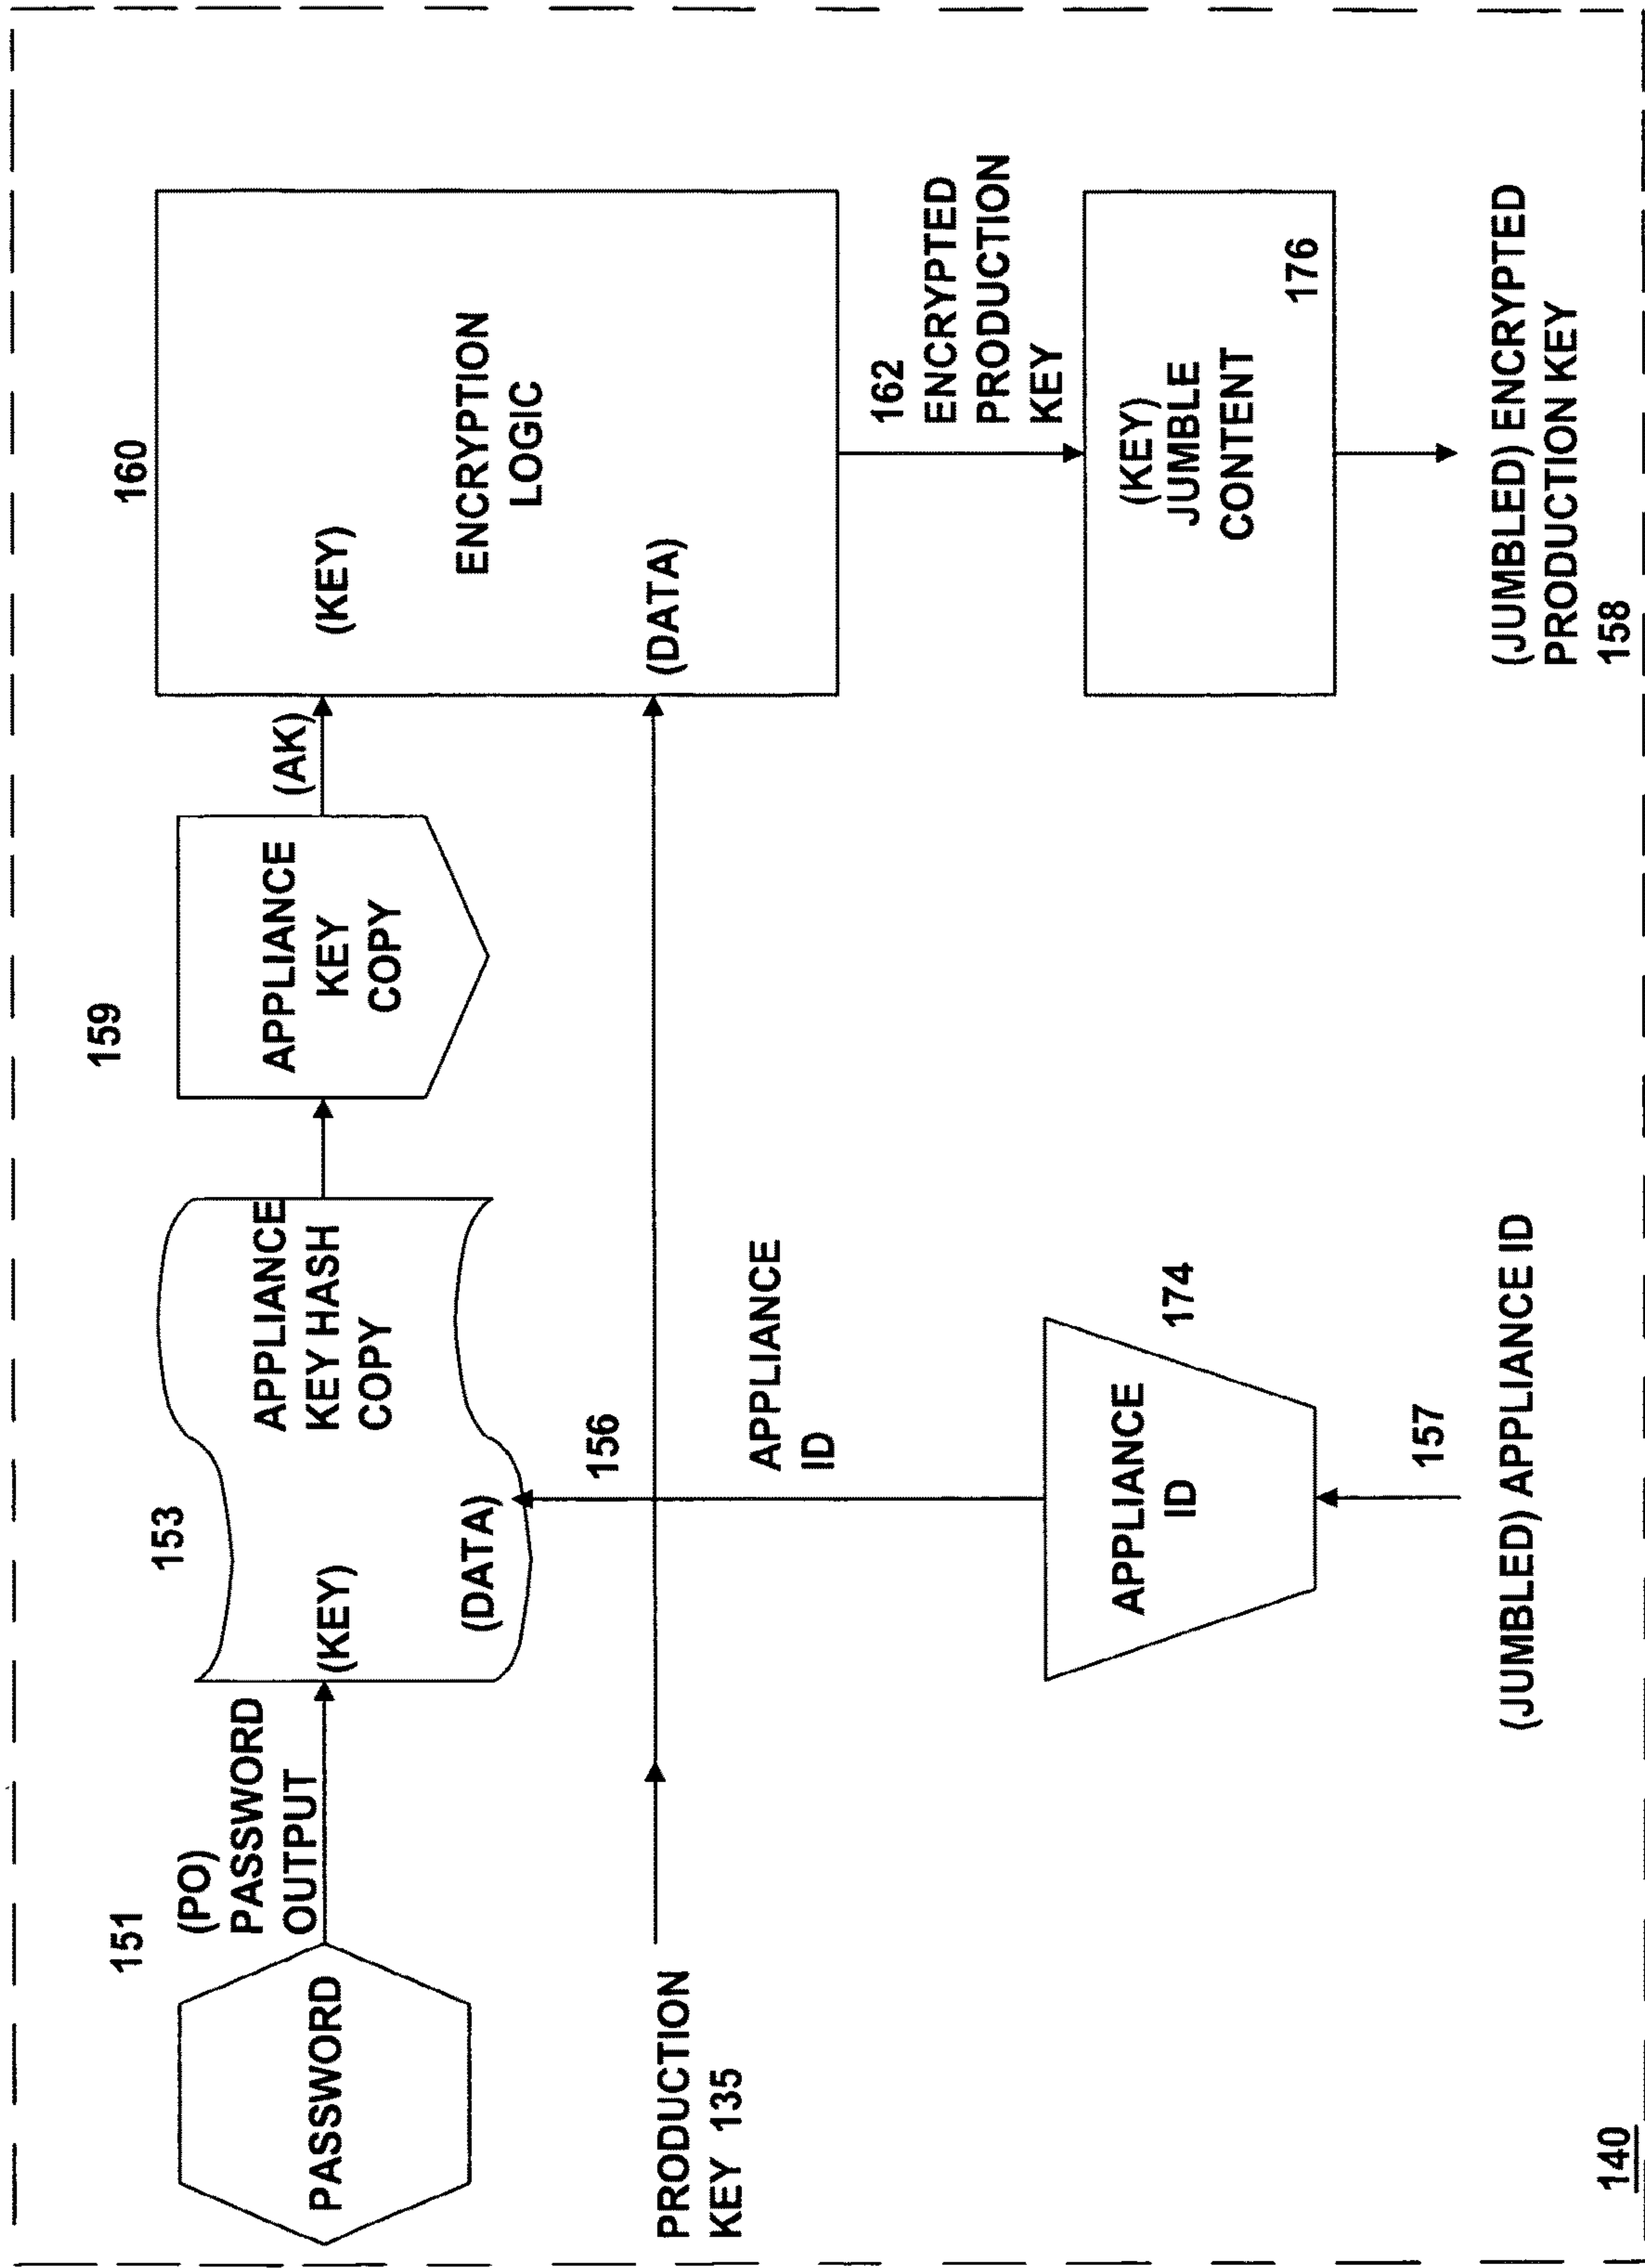 151
(PO)
PASSWORD
OUTPUT
PASSWORD
153
(KEY)
(DATA)
APPLIANCE
KEY HASH
COPY
159
APPLIANCE
KEY
COPY
(AK)
160
(KEY)
(DATA)
ENCRYPTION
LOGIC
PRODUCTION
KEY 135
156
APPLIANCE
ID
APPLIANCE
ID
174
157
(JUMBLED) APPLIANCE ID
162
ENCRYPTED
PRODUCTION
KEY
(KEY)
JUMBLE
CONTENT
176
(JUMBLED) ENCRYPTED
PRODUCTION KEY
158
140